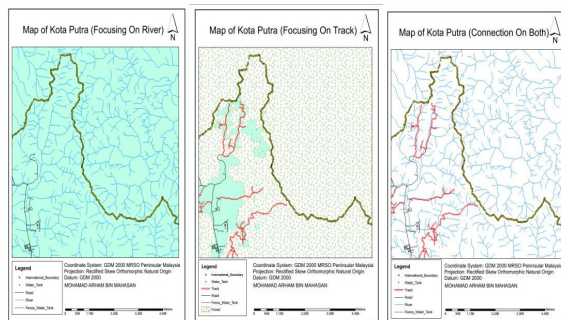 Map of Kota Putra (Focusing On River)
N
Legend
International_Boundary
Water_Tank
Road
River
Fence_Water_Tank
Coordinate System: GDM 2000 MRSO Peninsular Malaysia
Projection: Rectified Skew Orthomorphic Natural Origin
Datum: GDM 2000
MOHAMAD ARHAM BIN MAHASAN
Map of Kota Putra (Focusing On Track)
N
Legend
International_Boundary
Water_Tank
Track
Road
River
Fence_Water_Tank
Forest
Coordinate System: GDM 2000 MRSO Peninsular Malaysia
Projection: Rectified Skew Orthomorphic Natural Origin
Datum: GDM 2000
MOHAMAD ARHAM BIN MAHASAN
Map of Kota Putra (Connection On Both)
N
Legend
International_Boundary
Water_Tank
Track
Road
River
Fence_Water_Tank
Coordinate System: GDM 2000 MRSO Peninsular Malaysia
Projection: Rectified Skew Orthomorphic Natural Origin
Datum: GDM 2000
MOHAMAD ARHAM BIN MAHASAN